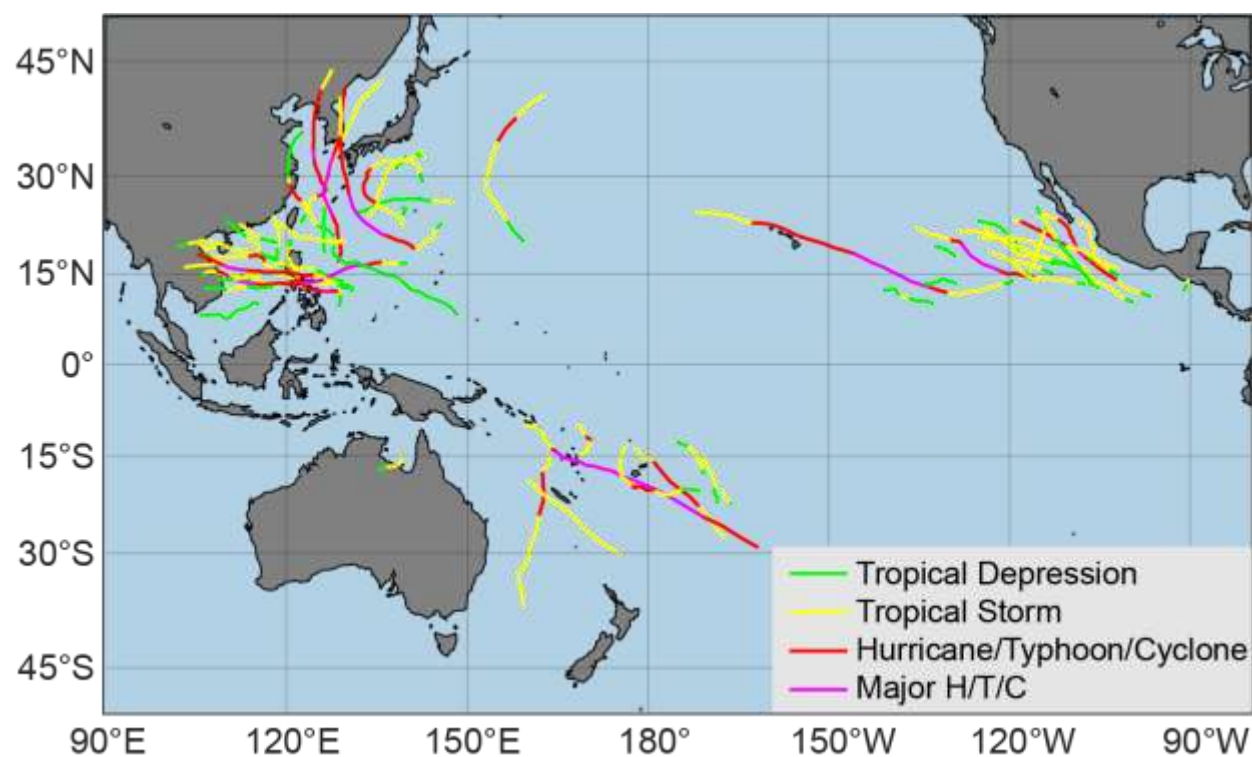 45°N
30°N
15°N
0°
15°S
30°S
45°S
Tropical Depression
Tropical Storm
Hurricane/Typhoon/Cyclone
Major H/T/C
90°E 120°E 150°E 180° 150°W 120°W 90°W